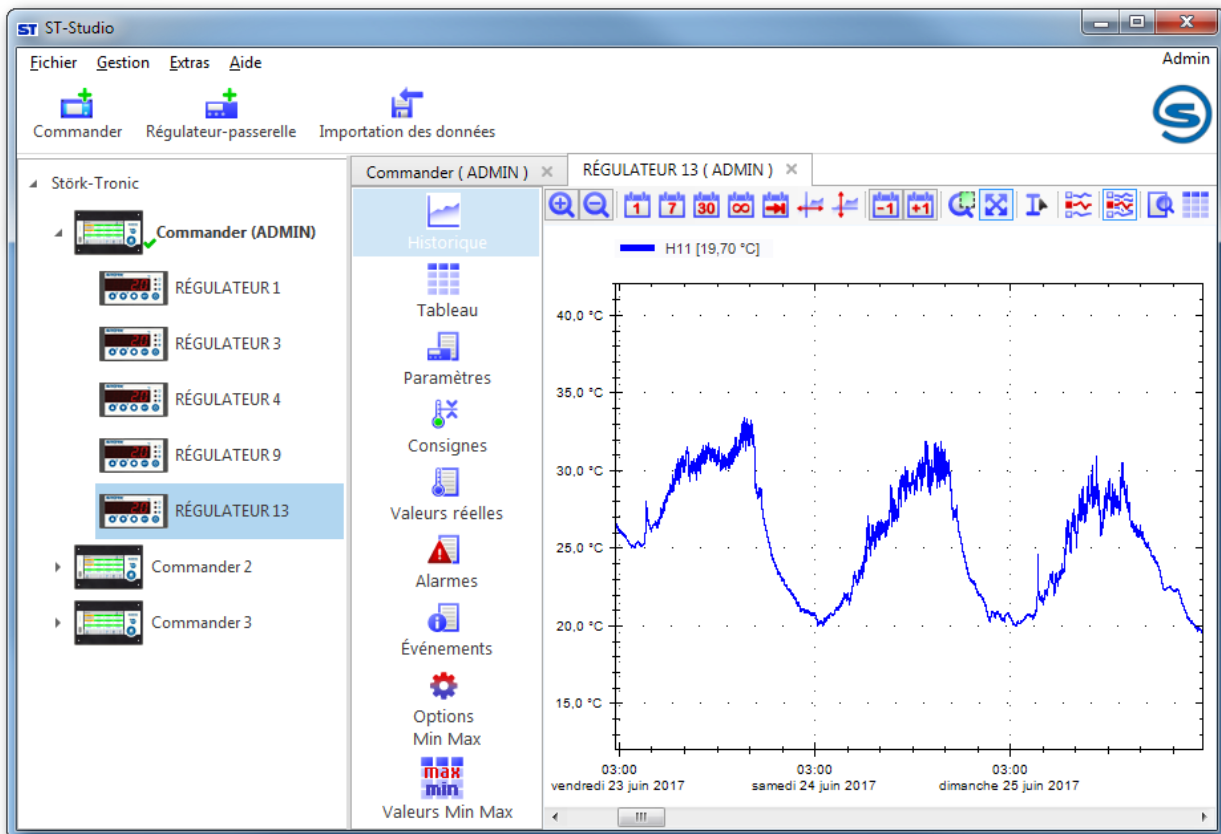 ST ST-Studio
Fichier Gestion Extras Aide
Admin
Commander
Régulateur-passerelle
Importation des données
Störk-Tronic
Commander (ADMIN)
RÉGULATEUR 1
RÉGULATEUR 3
RÉGULATEUR 4
RÉGULATEUR 9
RÉGULATEUR 13
Commander 2
Commander 3
Commander ( ADMIN )
RÉGULATEUR 13 ( ADMIN )
Historique
Tableau
Paramètres
Consignes
Valeurs réelles
Alarmes
Événements
Options
Min Max
max
min
Valeurs Min Max
1 7 30 ∞ -1 +1
H11 [19,70 °C]
40,0 °C
35,0 °C
30,0 °C
25,0 °C
20,0 °C
15,0 °C
03:00 03:00 03:00
vendredi 23 juin 2017 samedi 24 juin 2017 dimanche 25 juin 2017